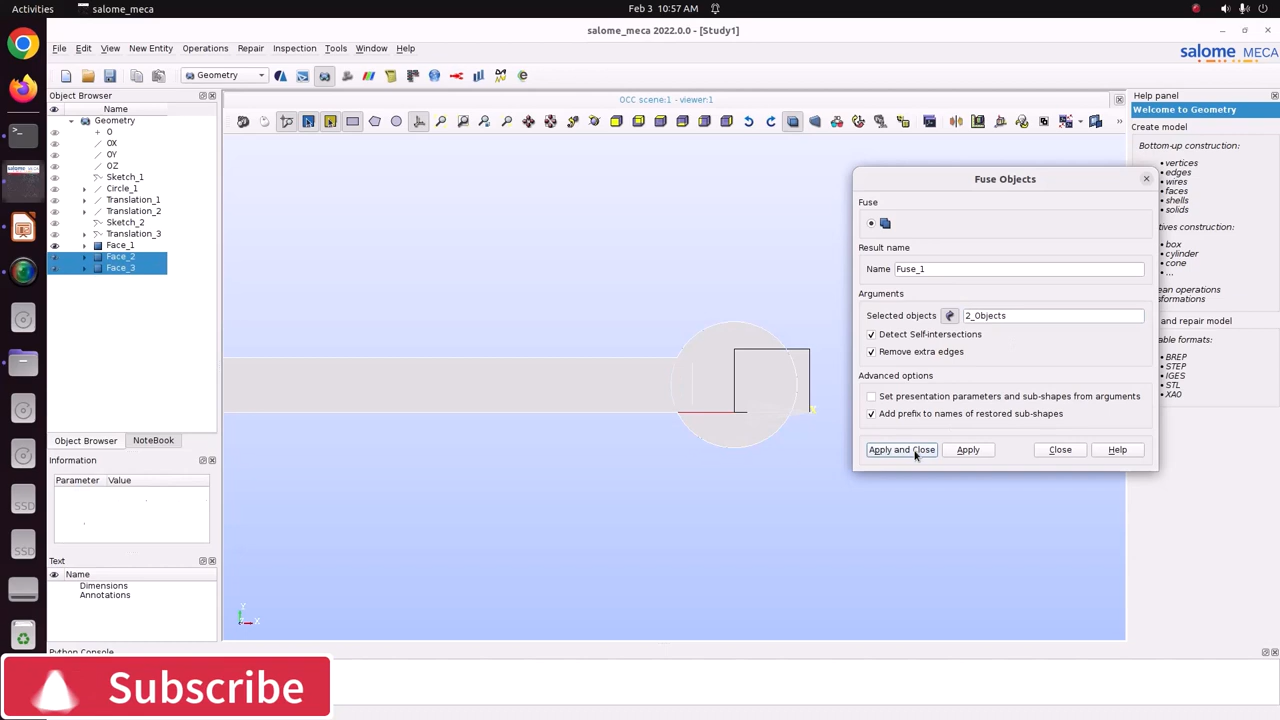 Activities
salome_meca
Feb 3 10:57 AM
salome_meca 2022.0.0 - [Study1]
File Edit View New Entity Operations Repair Inspection Tools Window Help
salome MECA
Geometry
Object Browser
OCC scene:1 - viewer:1
Help panel
Name
Welcome to Geometry
Geometry
O
OX
OY
OZ
Sketch_1
Circle_1
Translation_1
Translation_2
Sketch_2
Translation_3
Face_1
Face_2
Face_3
Create model
Bottom-up construction:
vertices
edges
wires
faces
shells
solids
box
cylinder
cone
...
BREP
STEP
IGES
STL
XAO
Fuse Objects
Fuse
Result name
Name Fuse_1
Arguments
Selected objects 2_Objects
Detect Self-intersections
Remove extra edges
Advanced options
Set presentation parameters and sub-shapes from arguments
Add prefix to names of restored sub-shapes
Apply and Close Apply Close Help
X
Object Browser NoteBook
Information
Parameter Value
Text
Name
Dimensions
Annotations
Y
X
Python Console
Subscribe